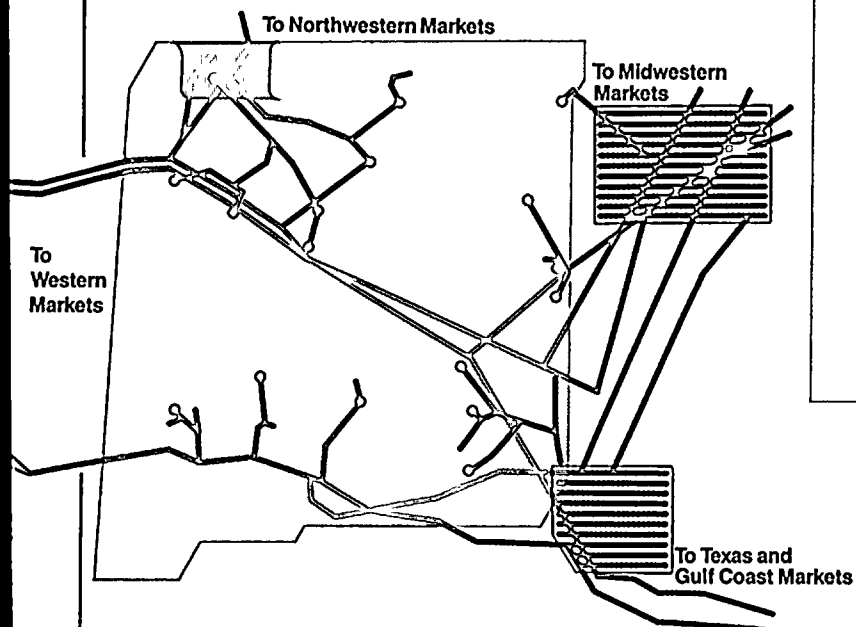 To Northwestern Markets
To Midwestern
Markets
To
Western
Markets
To Texas and
Gulf Coast Markets